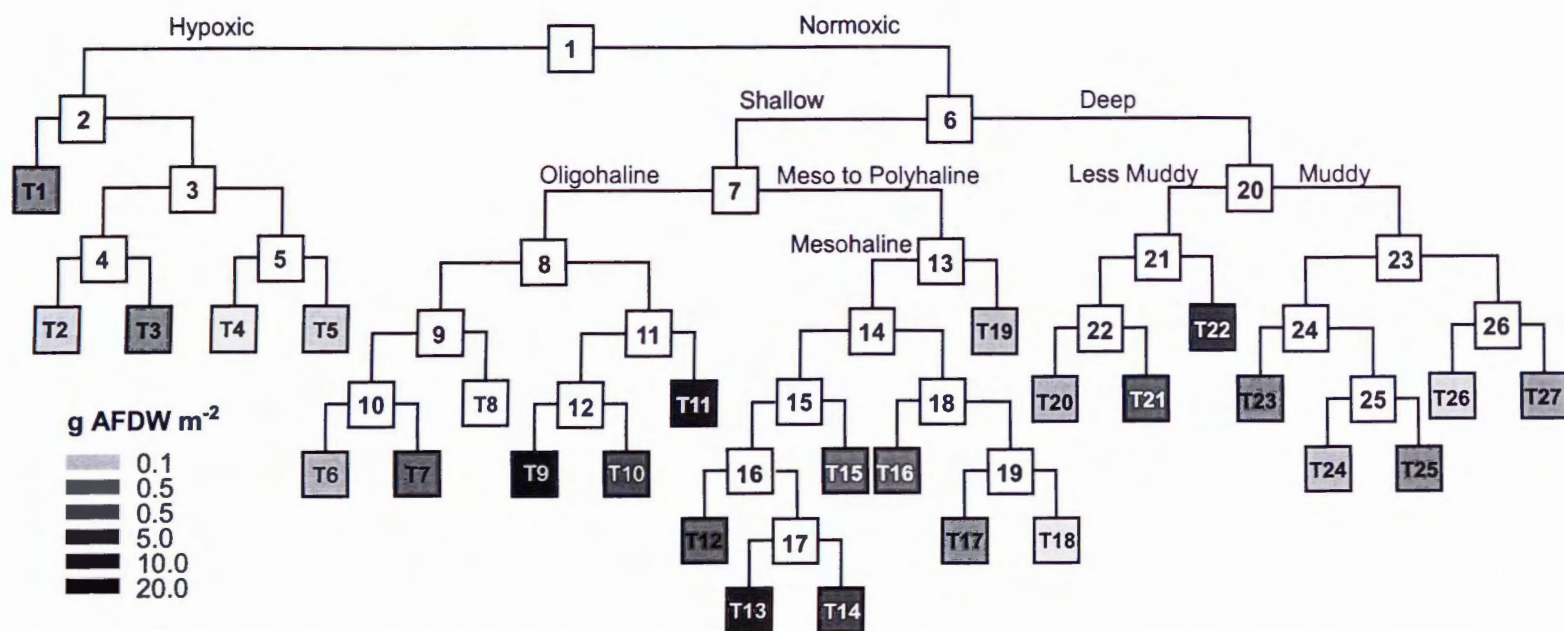 Hypoxic
Normoxic
1
Shallow
Deep
2
6
Oligohaline
Meso to Polyhaline
Less Muddy
Muddy
T1
3
7
20
Mesohaline
4
5
8
13
21
23
T2
T3
T4
T5
9
11
14
T19
22
T22
24
26
10
T8
12
T11
15
18
T20
T21
T23
25
T26
T27
g AFDW m⁻²
0.1
0.5
0.5
5.0
10.0
20.0
T6
T7
T9
T10
16
T15
T16
19
T24
T25
T12
17
T17
T18
T13
T14